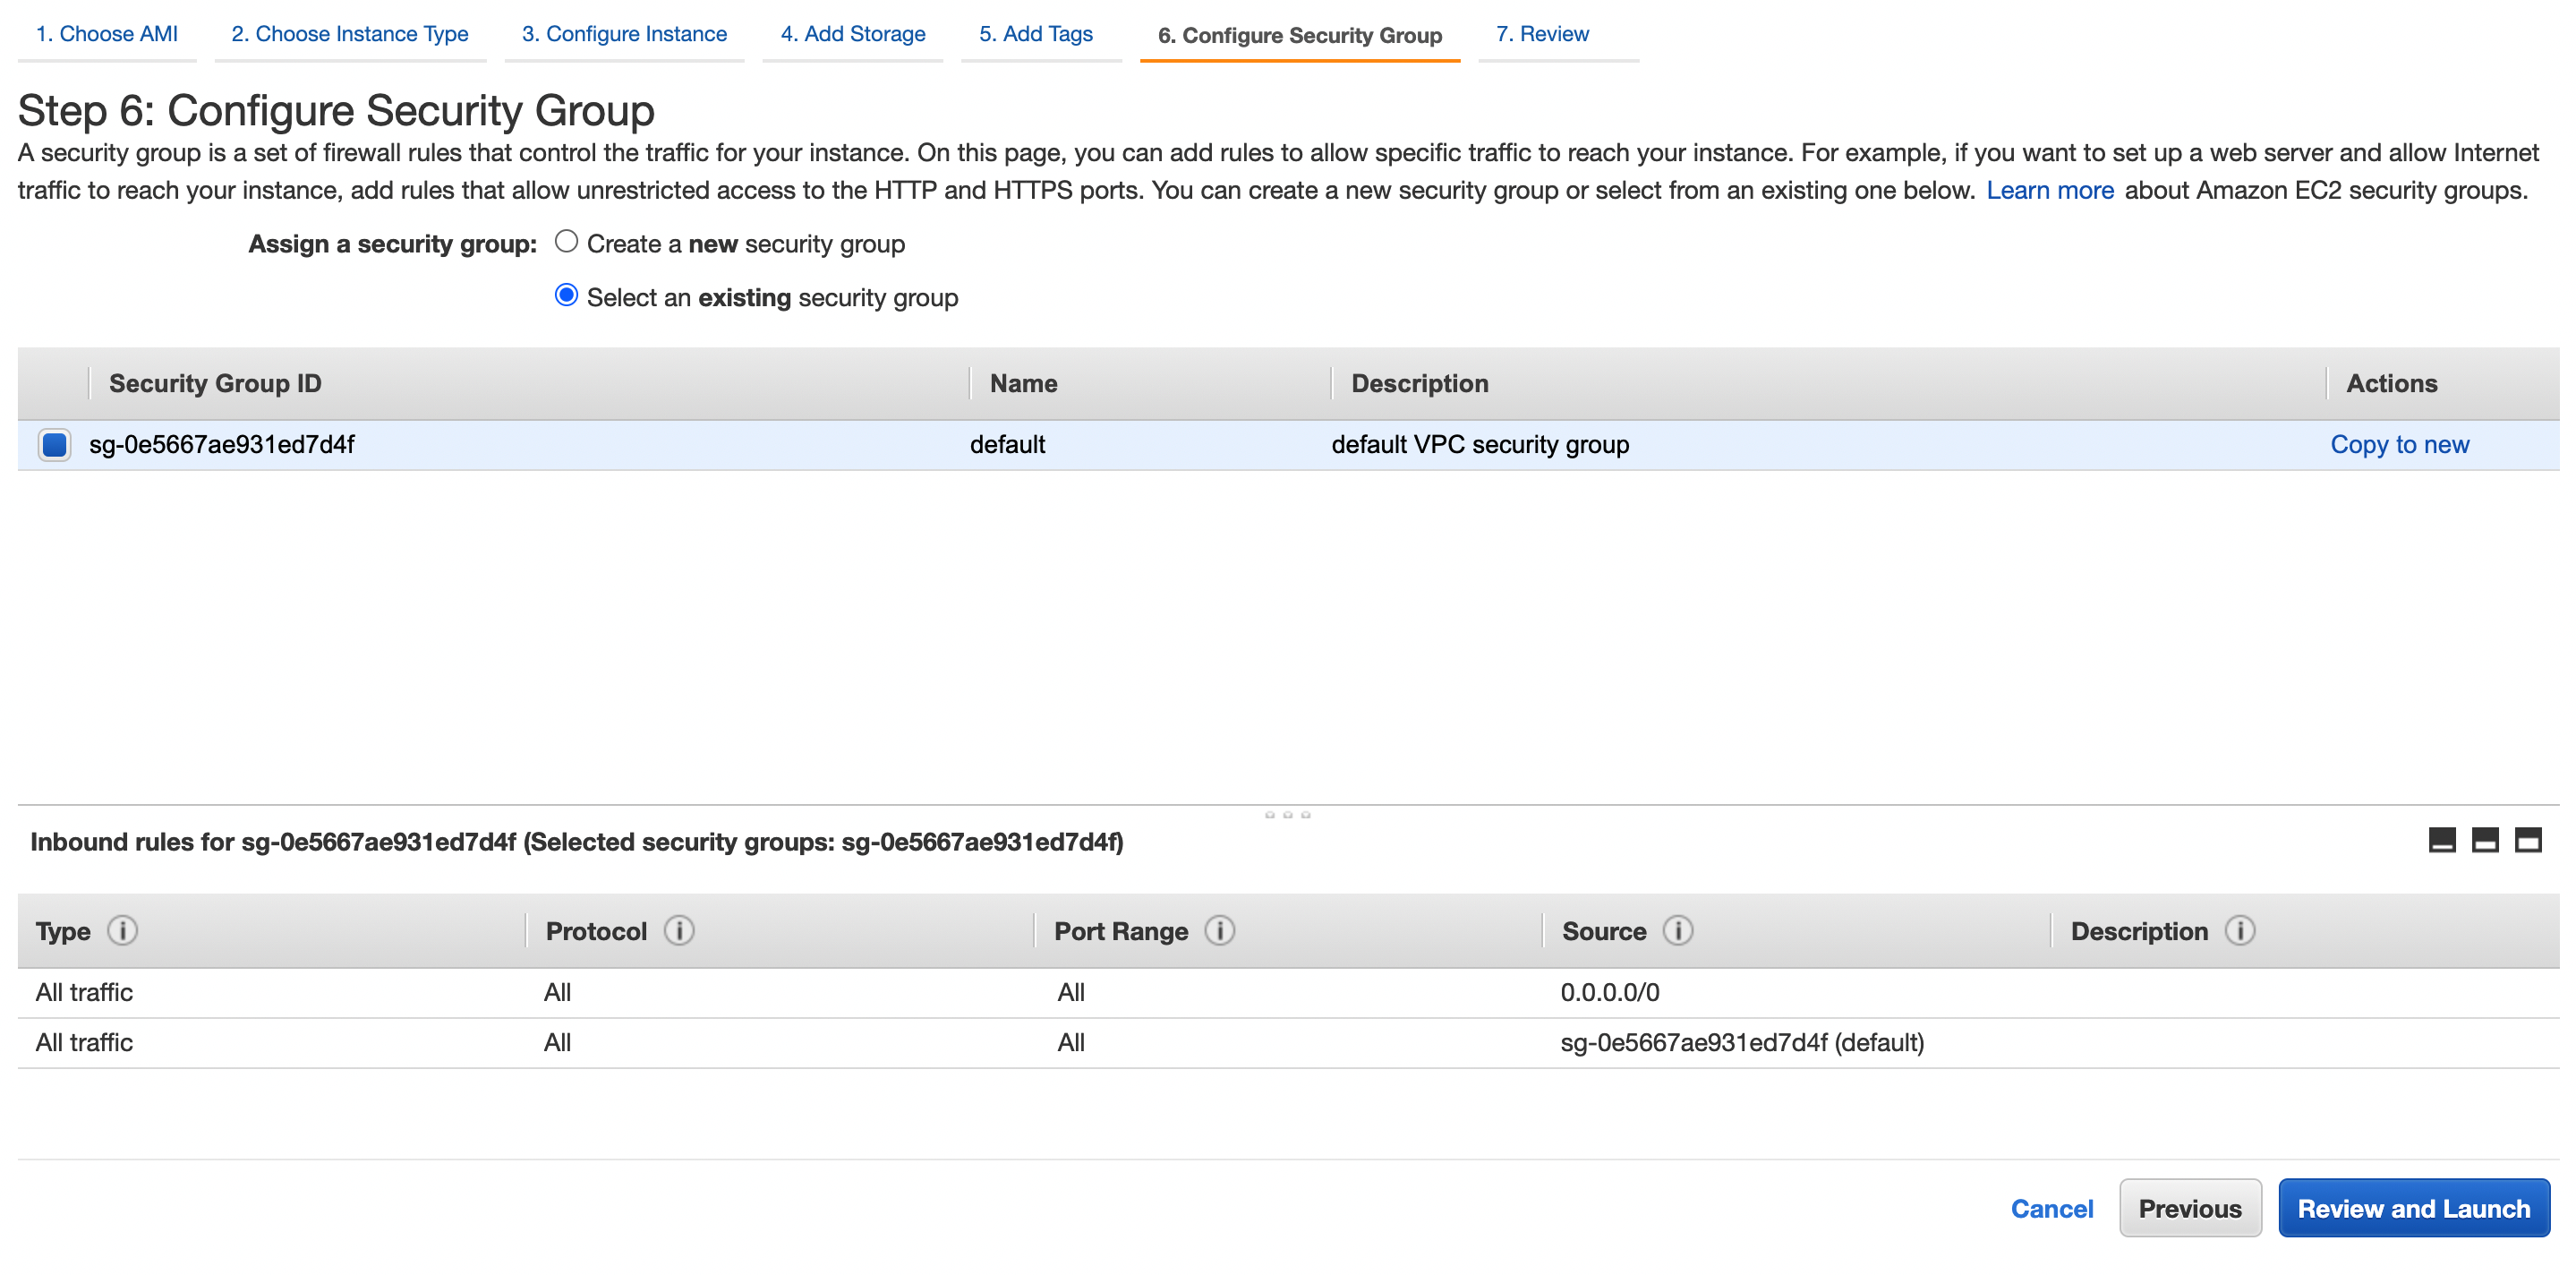 1. Choose AMI 2. Choose Instance Type 3. Configure Instance 4. Add Storage 5. Add Tags 6. Configure Security Group 7. Review
Step 6: Configure Security Group
A security group is a set of firewall rules that control the traffic for your instance. On this page, you can add rules to allow specific traffic to reach your instance. For example, if you want to set up a web server and allow Internet
traffic to reach your instance, add rules that allow unrestricted access to the HTTP and HTTPS ports. You can create a new security group or select from an existing one below. Learn more about Amazon EC2 security groups.
Assign a security group: Create a new security group
Select an existing security group
Security Group ID Name Description Actions
sg-0e5667ae931ed7d4f default default VPC security group Copy to new
Inbound rules for sg-0e5667ae931ed7d4f (Selected security groups: sg-0e5667ae931ed7d4f)
Type i Protocol i Port Range i Source i Description i
All traffic All All 0.0.0.0/0
All traffic All All sg-0e5667ae931ed7d4f (default)
Cancel Previous Review and Launch